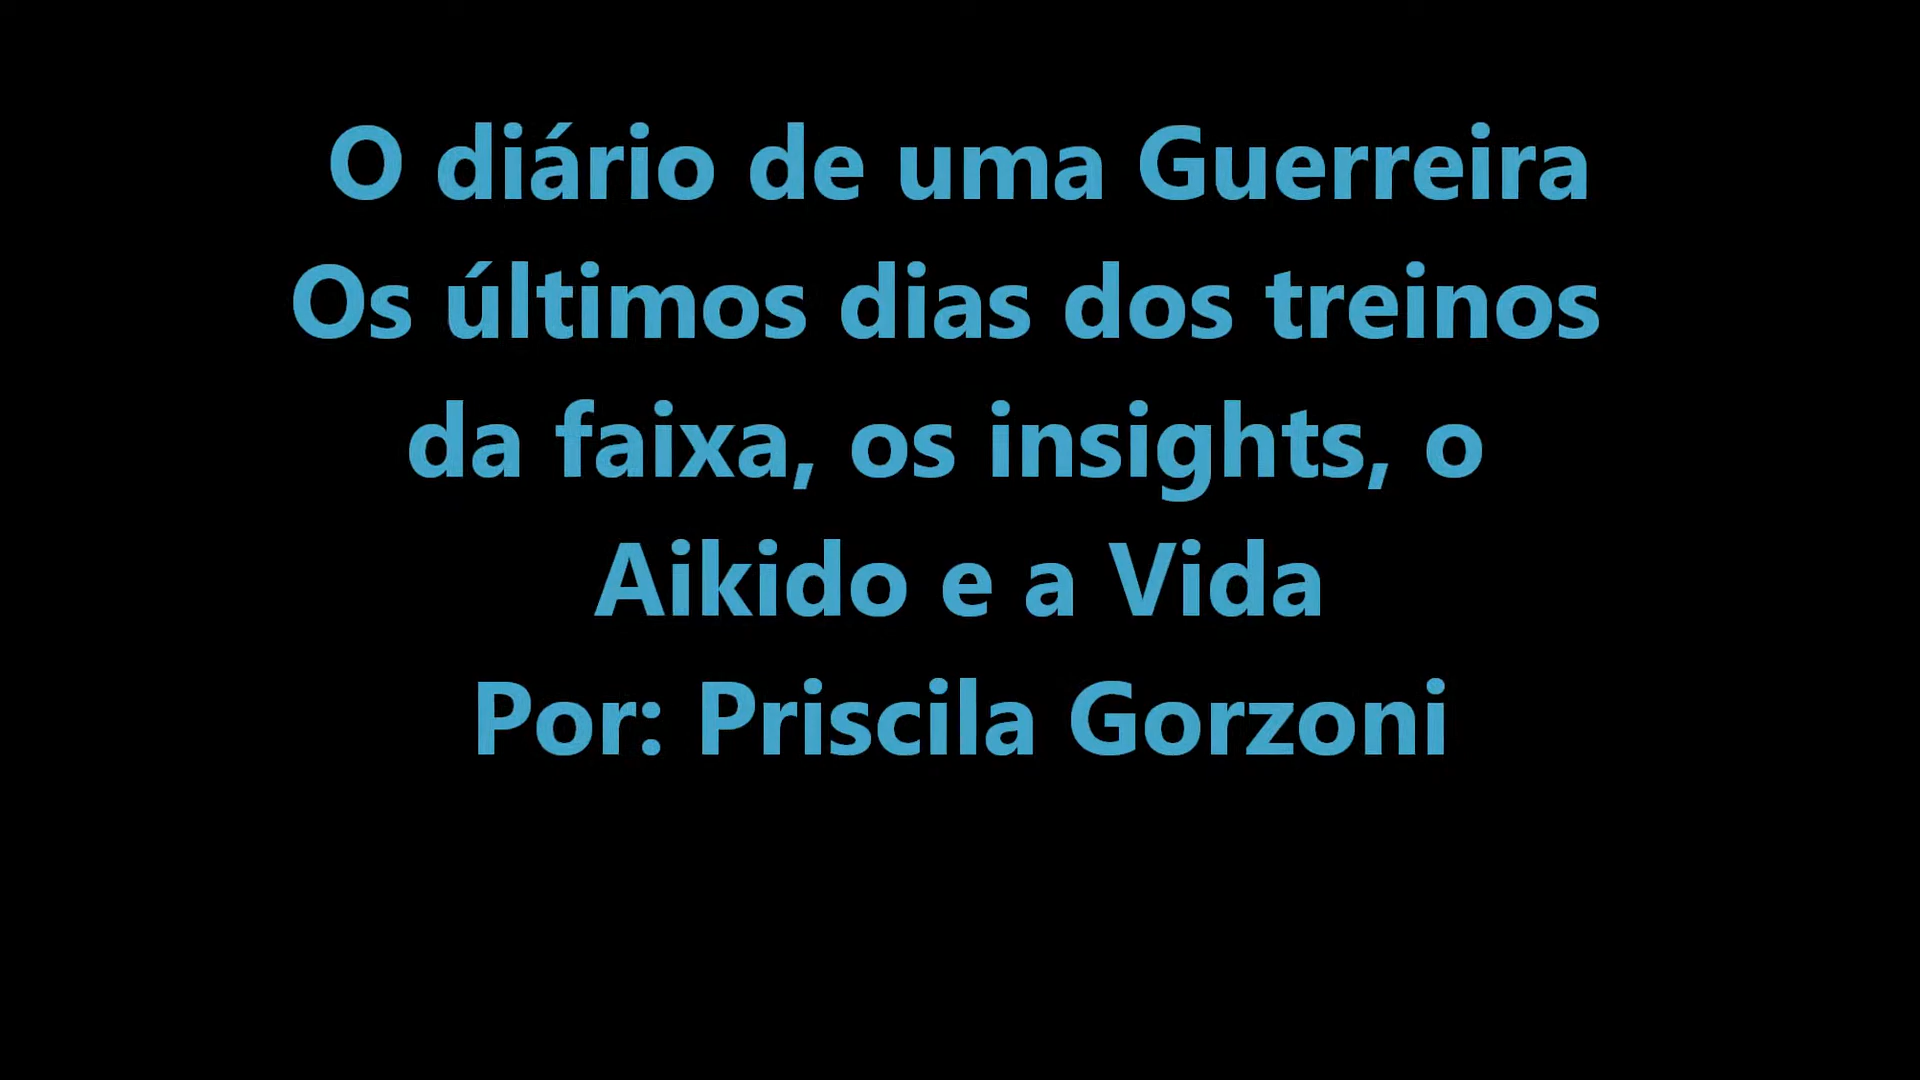 O diário de uma Guerreira
Os últimos dias dos treinos
da faixa, os insights, o
Aikido e a Vida
Por: Priscila Gorzoni